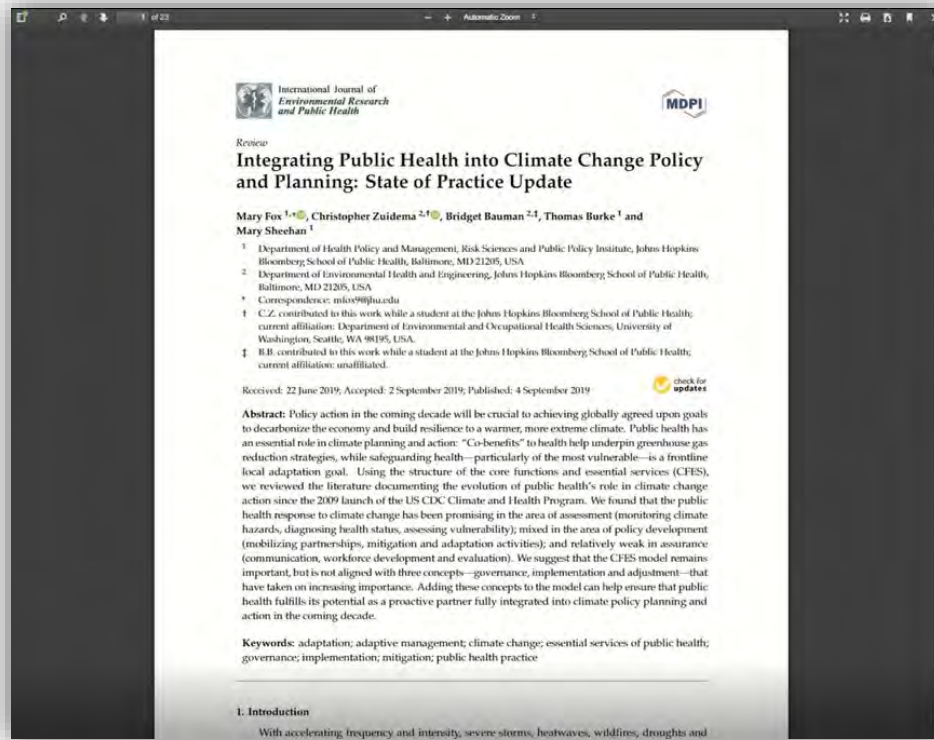 1 of 23
Automatic Zoom
International Journal of
Environmental Research
and Public Health
MDPI
Review
Integrating Public Health into Climate Change Policy
and Planning: State of Practice Update
Mary Fox 1,*, Christopher Zuidema 2,†, Bridget Bauman 2,‡, Thomas Burke 1 and
Mary Sheehan 1
1 Department of Health Policy and Management, Risk Sciences and Public Policy Institute, Johns Hopkins
Bloomberg School of Public Health, Baltimore, MD 21205, USA
2 Department of Environmental Health and Engineering, Johns Hopkins Bloomberg School of Public Health,
Baltimore, MD 21205, USA
* Correspondence: mfox9@jhu.edu
† C.Z. contributed to this work while a student at the Johns Hopkins Bloomberg School of Public Health;
current affiliation: Department of Environmental and Occupational Health Sciences, University of
Washington, Seattle, WA 98195, USA.
‡ B.B. contributed to this work while a student at the Johns Hopkins Bloomberg School of Public Health;
current affiliation: unaffiliated.
Received: 22 June 2019; Accepted: 2 September 2019; Published: 4 September 2019
check for
updates
Abstract: Policy action in the coming decade will be crucial to achieving globally agreed upon goals
to decarbonize the economy and build resilience to a warmer, more extreme climate. Public health has
an essential role in climate planning and action: “Co-benefits” to health help underpin greenhouse gas
reduction strategies, while safeguarding health—particularly of the most vulnerable—is a frontline
local adaptation goal. Using the structure of the core functions and essential services (CFES),
we reviewed the literature documenting the evolution of public health's role in climate change
action since the 2009 launch of the US CDC Climate and Health Program. We found that the public
health response to climate change has been promising in the area of assessment (monitoring climate
hazards, diagnosing health status, assessing vulnerability); mixed in the area of policy development
(mobilizing partnerships, mitigation and adaptation activities); and relatively weak in assurance
(communication, workforce development and evaluation). We suggest that the CFES model remains
important, but is not aligned with three concepts—governance, implementation and adjustment—that
have taken on increasing importance. Adding these concepts to the model can help ensure that public
health fulfills its potential as a proactive partner fully integrated into climate policy planning and
action in the coming decade.
Keywords: adaptation; adaptive management; climate change; essential services of public health;
governance; implementation; mitigation; public health practice
1. Introduction
With accelerating frequency and intensity, severe storms, heatwaves, wildfires, droughts and